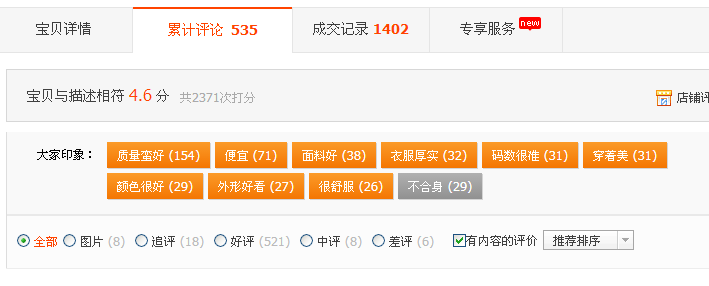 宝贝详情 累计评论 535 成交记录 1402 专享服务 new
宝贝与描述相符 4.6 分 共2371次打分 店铺评
大家印象： 质量蛮好 (154) 便宜 (71) 面料好 (38) 衣服厚实 (32) 码数很准 (31) 穿着美 (31)
颜色很好 (29) 外形好看 (27) 很舒服 (26) 不合身 (29)
全部 图片 (8) 追评 (18) 好评 (521) 中评 (8) 差评 (6) 有内容的评价 推荐排序